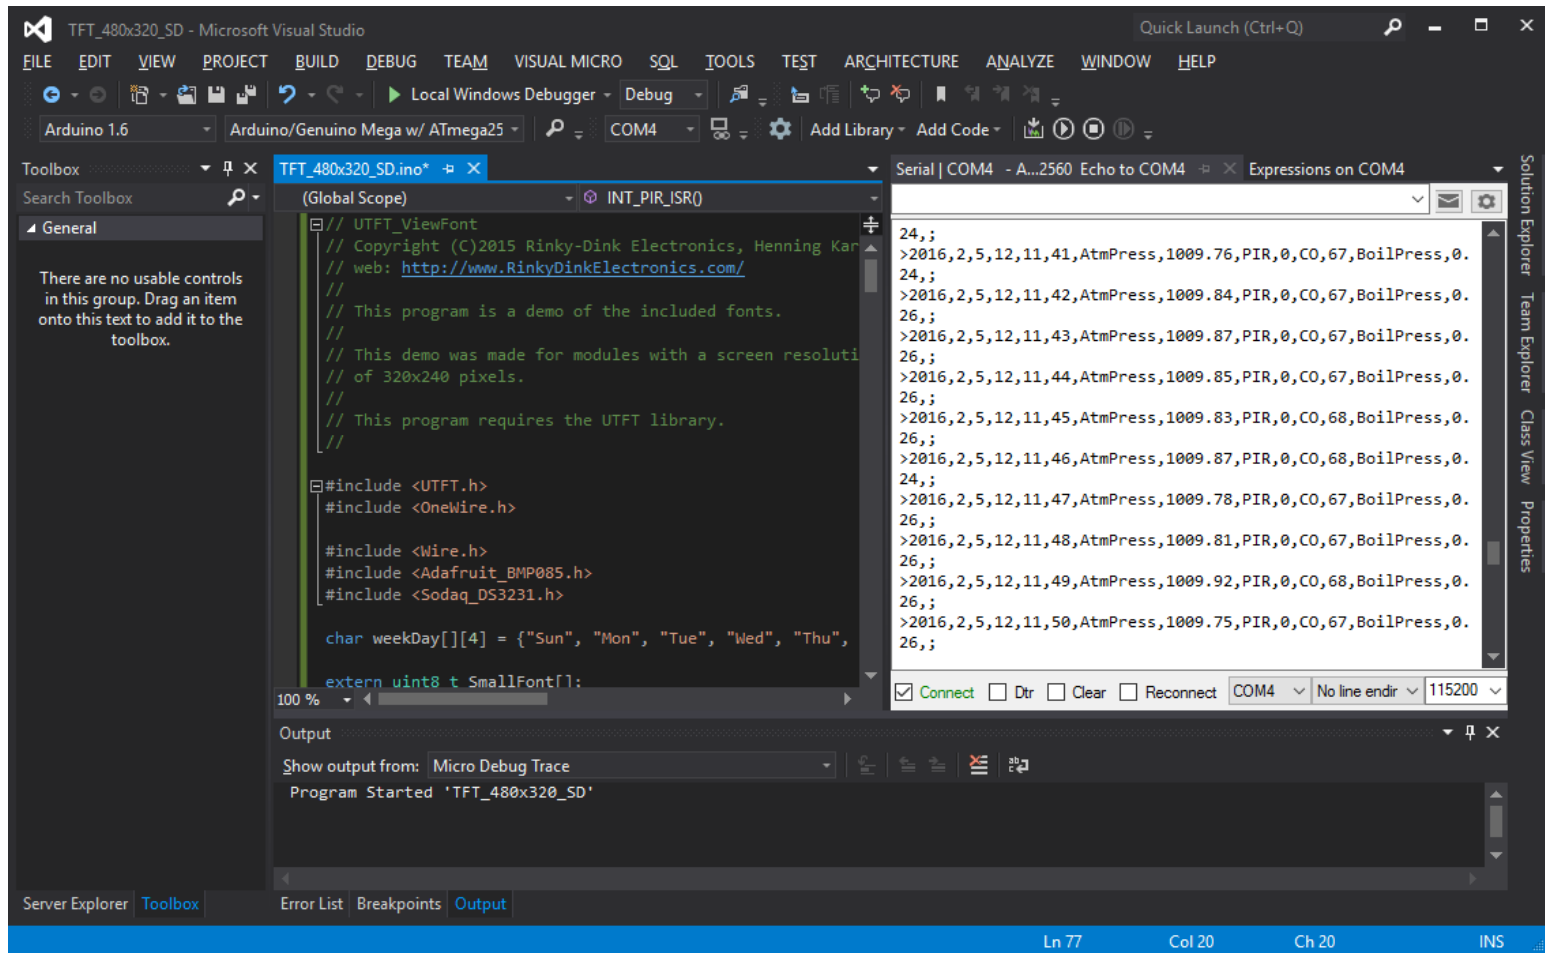 TFT_480x320_SD - Microsoft Visual Studio
Quick Launch (Ctrl+Q)
FILE EDIT VIEW PROJECT BUILD DEBUG TEAM VISUAL MICRO SQL TOOLS TEST ARCHITECTURE ANALYZE WINDOW HELP
Local Windows Debugger Debug
Arduino 1.6 Arduino/Genuino Mega w/ ATmega25 COM4 Add Library Add Code
Toolbox
Search Toolbox
General
There are no usable controls
in this group. Drag an item
onto this text to add it to the
toolbox.
Server Explorer Toolbox
TFT_480x320_SD.ino*
(Global Scope) INT_PIR_ISR()
// UTFT_ViewFont
// Copyright (C)2015 Rinky-Dink Electronics, Henning Kar
// web: http://www.RinkyDinkElectronics.com/
//
// This program is a demo of the included fonts.
//
// This demo was made for modules with a screen resoluti
// of 320x240 pixels.
//
// This program requires the UTFT library.
//
#include <UTFT.h>
#include <OneWire.h>
#include <Wire.h>
#include <Adafruit_BMP085.h>
#include <Sodaq_DS3231.h>
char weekDay[][4] = {"Sun", "Mon", "Tue", "Wed", "Thu",
extern uint8_t SmallFont[];
100 %
Serial | COM4 - A...2560 Echo to COM4 Expressions on COM4
24,;
>2016,2,5,12,11,41,AtmPress,1009.76,PIR,0,CO,67,BoilPress,0.
24,;
>2016,2,5,12,11,42,AtmPress,1009.84,PIR,0,CO,67,BoilPress,0.
26,;
>2016,2,5,12,11,43,AtmPress,1009.87,PIR,0,CO,67,BoilPress,0.
26,;
>2016,2,5,12,11,44,AtmPress,1009.85,PIR,0,CO,67,BoilPress,0.
26,;
>2016,2,5,12,11,45,AtmPress,1009.83,PIR,0,CO,68,BoilPress,0.
26,;
>2016,2,5,12,11,46,AtmPress,1009.87,PIR,0,CO,68,BoilPress,0.
24,;
>2016,2,5,12,11,47,AtmPress,1009.78,PIR,0,CO,67,BoilPress,0.
26,;
>2016,2,5,12,11,48,AtmPress,1009.81,PIR,0,CO,67,BoilPress,0.
26,;
>2016,2,5,12,11,49,AtmPress,1009.92,PIR,0,CO,68,BoilPress,0.
26,;
>2016,2,5,12,11,50,AtmPress,1009.75,PIR,0,CO,67,BoilPress,0.
26,;
Connect Dtr Clear Reconnect COM4 No line endir 115200
Solution Explorer
Team Explorer
Class View
Properties
Output
Show output from: Micro Debug Trace
Program Started 'TFT_480x320_SD'
Error List Breakpoints Output
Ln 77 Col 20 Ch 20 INS